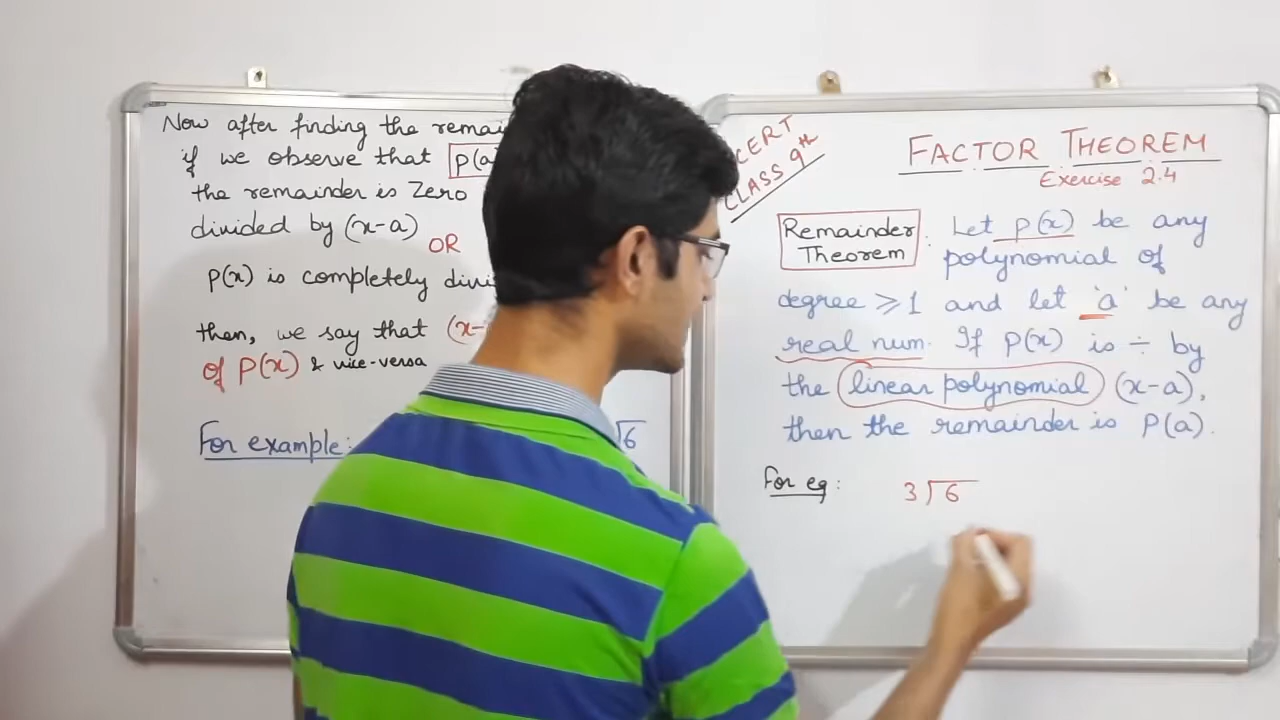 Now after finding the
if we observe that
the remainder is Zero
divided by (x-a)
OR
P(x) is completely
then, we say that
of P(x) & vice-versa
For example:
6
CLASS 9th
FACTOR THEOREM
Exercise 2.4
Remainder Theorem : Let p(x) be any
polynomial of
degree ⩾ 1 and let 'a' be any
real num. If P(x) is ÷ by
the linear polynomial (x-a),
then the remainder is P(a).
For eg: 3√6